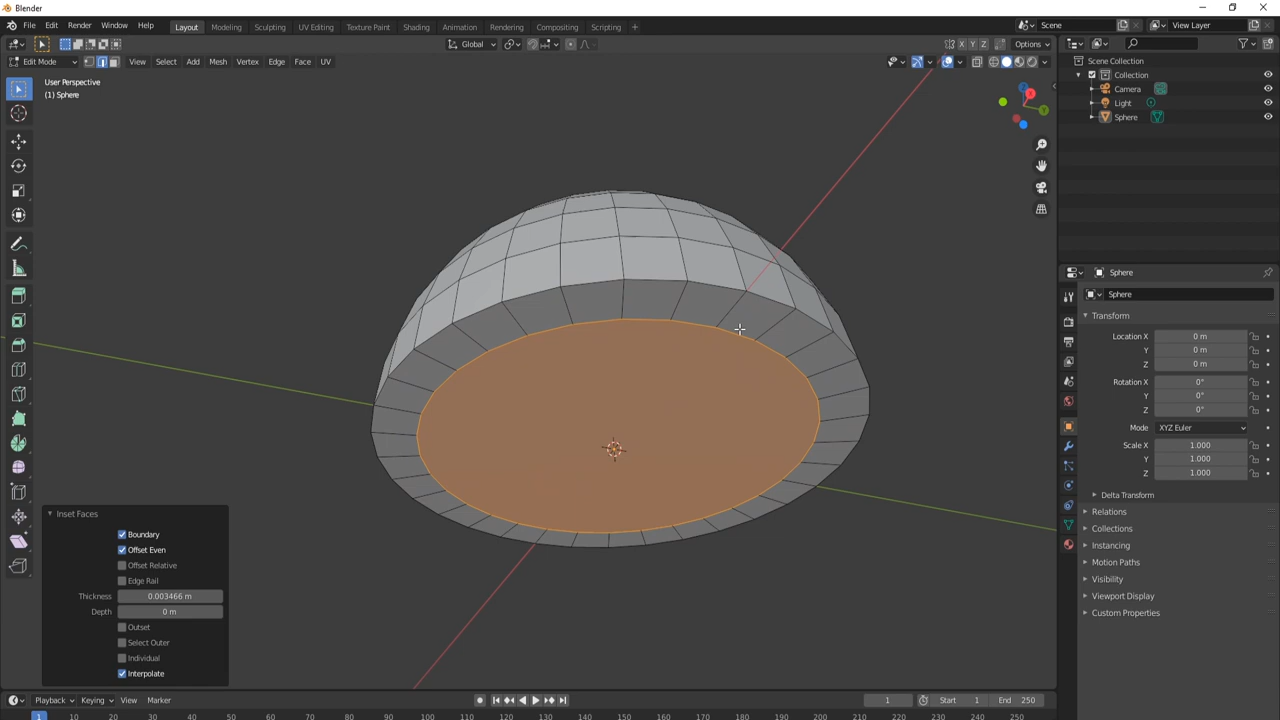 Blender
File Edit Render Window Help
Layout Modeling Sculpting UV Editing Texture Paint Shading Animation Rendering Compositing Scripting +
Scene View Layer
Global X Y Z Options
Edit Mode View Select Add Mesh Vertex Edge Face UV
User Perspective
(1) Sphere
Scene Collection
Collection
Camera
Light
Sphere
Sphere
Sphere
Transform
Location X 0 m
Y 0 m
Z 0 m
Rotation X 0°
Y 0°
Z 0°
Mode XYZ Euler
Scale X 1.000
Y 1.000
Z 1.000
Delta Transform
Relations
Collections
Instancing
Motion Paths
Visibility
Viewport Display
Custom Properties
Inset Faces
Boundary
Offset Even
Offset Relative
Edge Rail
Thickness 0.003466 m
Depth 0 m
Outset
Select Outer
Individual
Interpolate
Playback Keying View Marker 1 Start 1 End 250
1 10 20 30 40 50 60 70 80 90 100 110 120 130 140 150 160 170 180 190 200 210 220 230 240 250